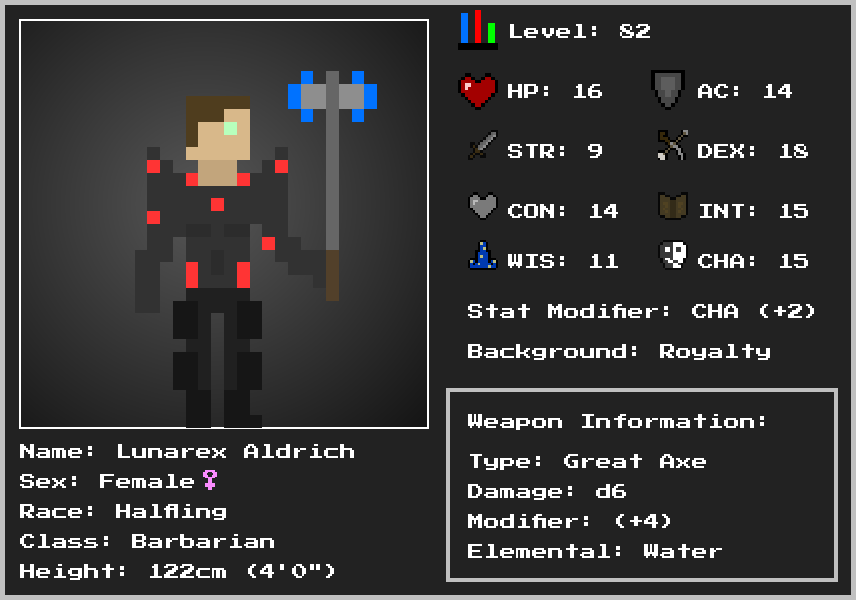 Level: 82
HP: 16 AC: 14
STR: 9 DEX: 18
CON: 14 INT: 15
WIS: 11 CHA: 15
Stat Modifier: CHA (+2)
Background: Royalty
Weapon Information:
Type: Great Axe
Damage: d6
Modifier: (+4)
Elemental: Water
Name: Lunarex Aldrich
Sex: Female♀
Race: Halfling
Class: Barbarian
Height: 122cm (4'0")